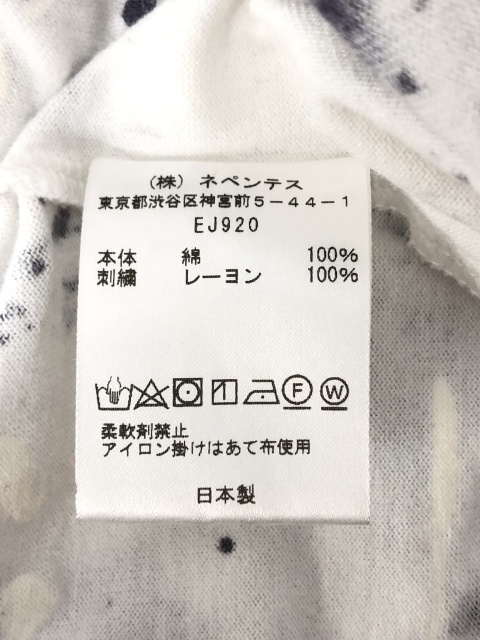 （株）ネペンテス
東京都渋谷区神宮前５－４４－１
EJ920
本体 綿 100%
刺繍 レーヨン 100%
F W
柔軟剤禁止
アイロン掛けはあて布使用
日本製